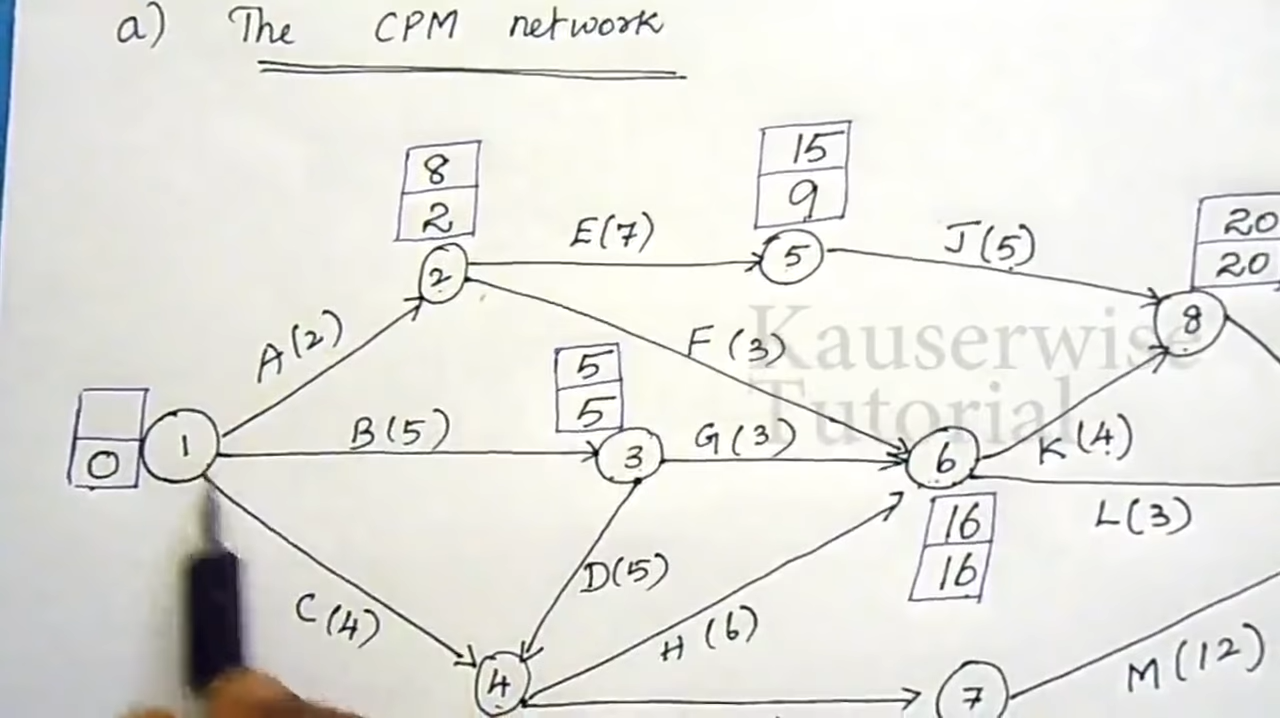 a) The CPM network
8
2
15
9
E(7)
J(5)
20
20
2
5
8
A(2)
F(3)
Kauserwise
Tutorial
5
5
0
1
B(5)
3
G(3)
6
K(4)
16
16
L(3)
D(5)
C(4)
H(6)
4
7
M(12)